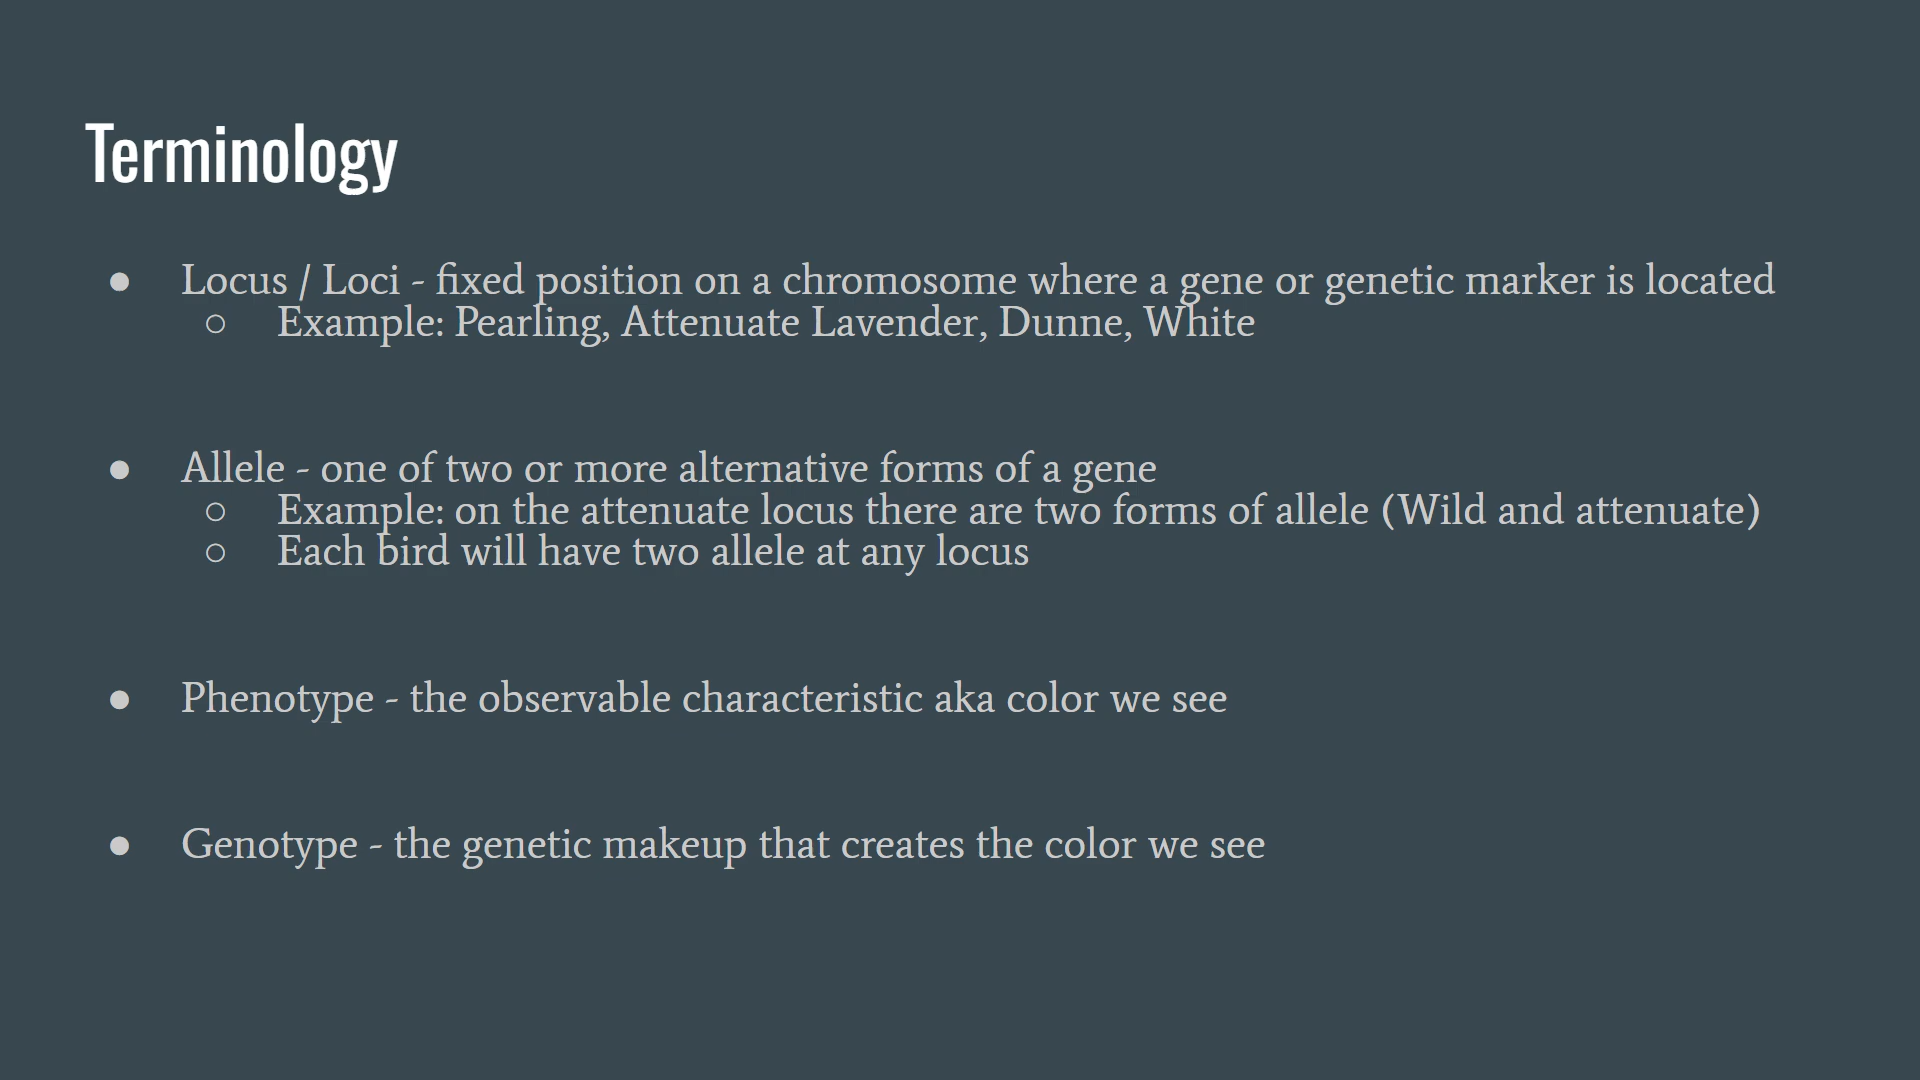 Terminology
● Locus / Loci - fixed position on a chromosome where a gene or genetic marker is located
○ Example: Pearling, Attenuate Lavender, Dunne, White
● Allele - one of two or more alternative forms of a gene
○ Example: on the attenuate locus there are two forms of allele (Wild and attenuate)
○ Each bird will have two allele at any locus
● Phenotype - the observable characteristic aka color we see
● Genotype - the genetic makeup that creates the color we see